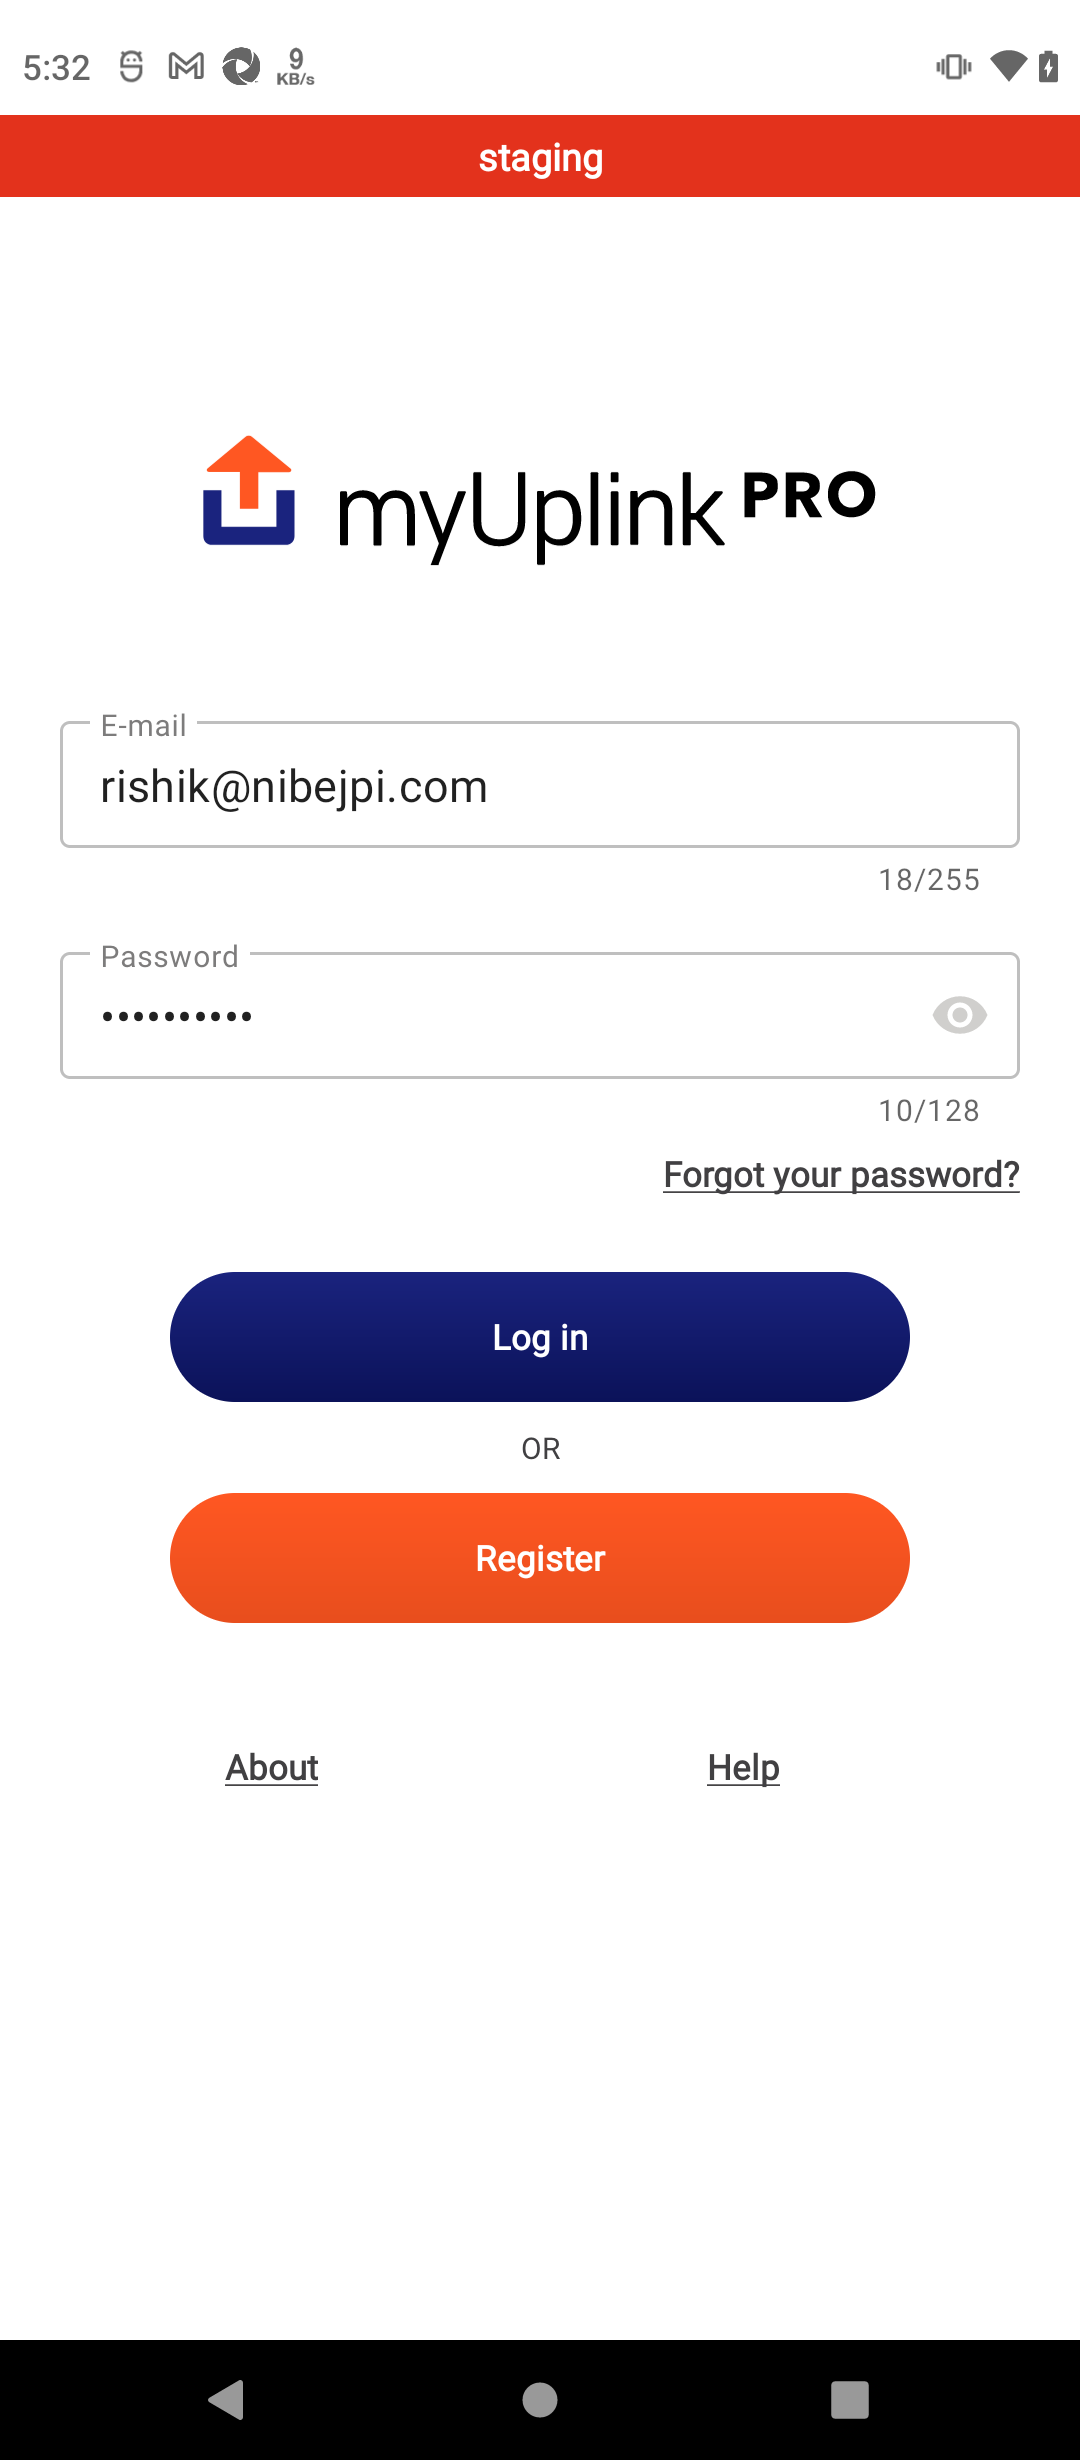 5:32 9 KB/s
staging
myUplink PRO
E-mail
rishik@nibejpi.com
18/255
Password
••••••••••
10/128
Forgot your password?
Log in
OR
Register
About Help